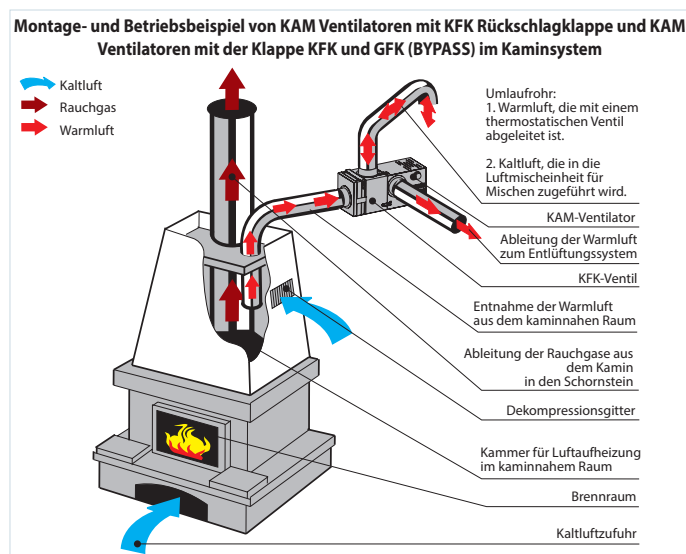 Montage- und Betriebsbeispiel von KAM Ventilatoren mit KFK Rückschlagklappe und KAM
Ventilatoren mit der Klappe KFK und GFK (BYPASS) im Kaminsystem
Kaltluft
Rauchgas
Warmluft
Umlaufrohr:
1. Warmluft, die mit einem
thermostatischen Ventil
abgeleitet ist.
2. Kaltluft, die in die
Luftmischeinheit für
Mischen zugeführt wird.
KAM-Ventilator
Ableitung der Warmluft
zum Entlüftungssystem
KFK-Ventil
Entnahme der Warmluft
aus dem kaminnahen Raum
Ableitung der Rauchgase aus
dem Kamin
in den Schornstein
Dekompressionsgitter
Kammer für Luftaufheizung
im kaminnahem Raum
Brennraum
Kaltluftzufuhr